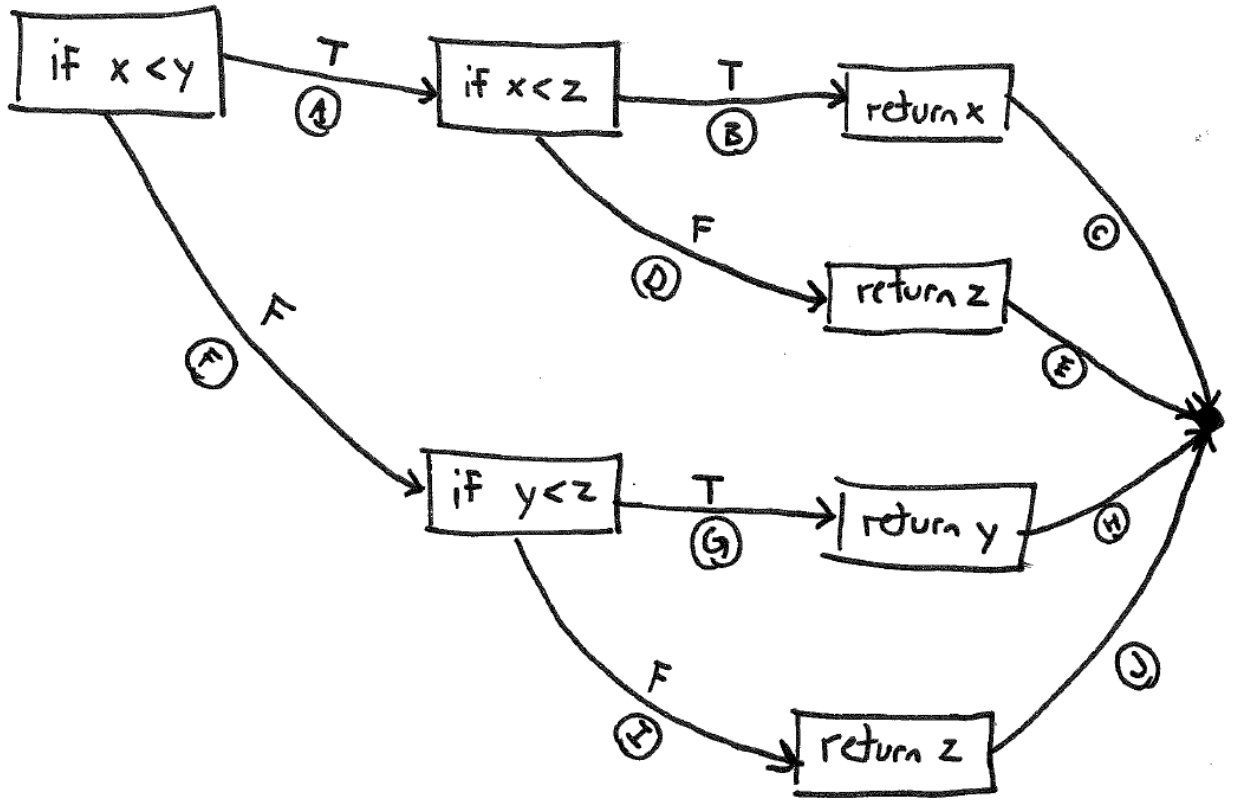 if x < y
T
A
if x < z
T
B
return x
C
F
D
return z
E
F
F
if y < z
T
G
return y
H
F
I
return z
J